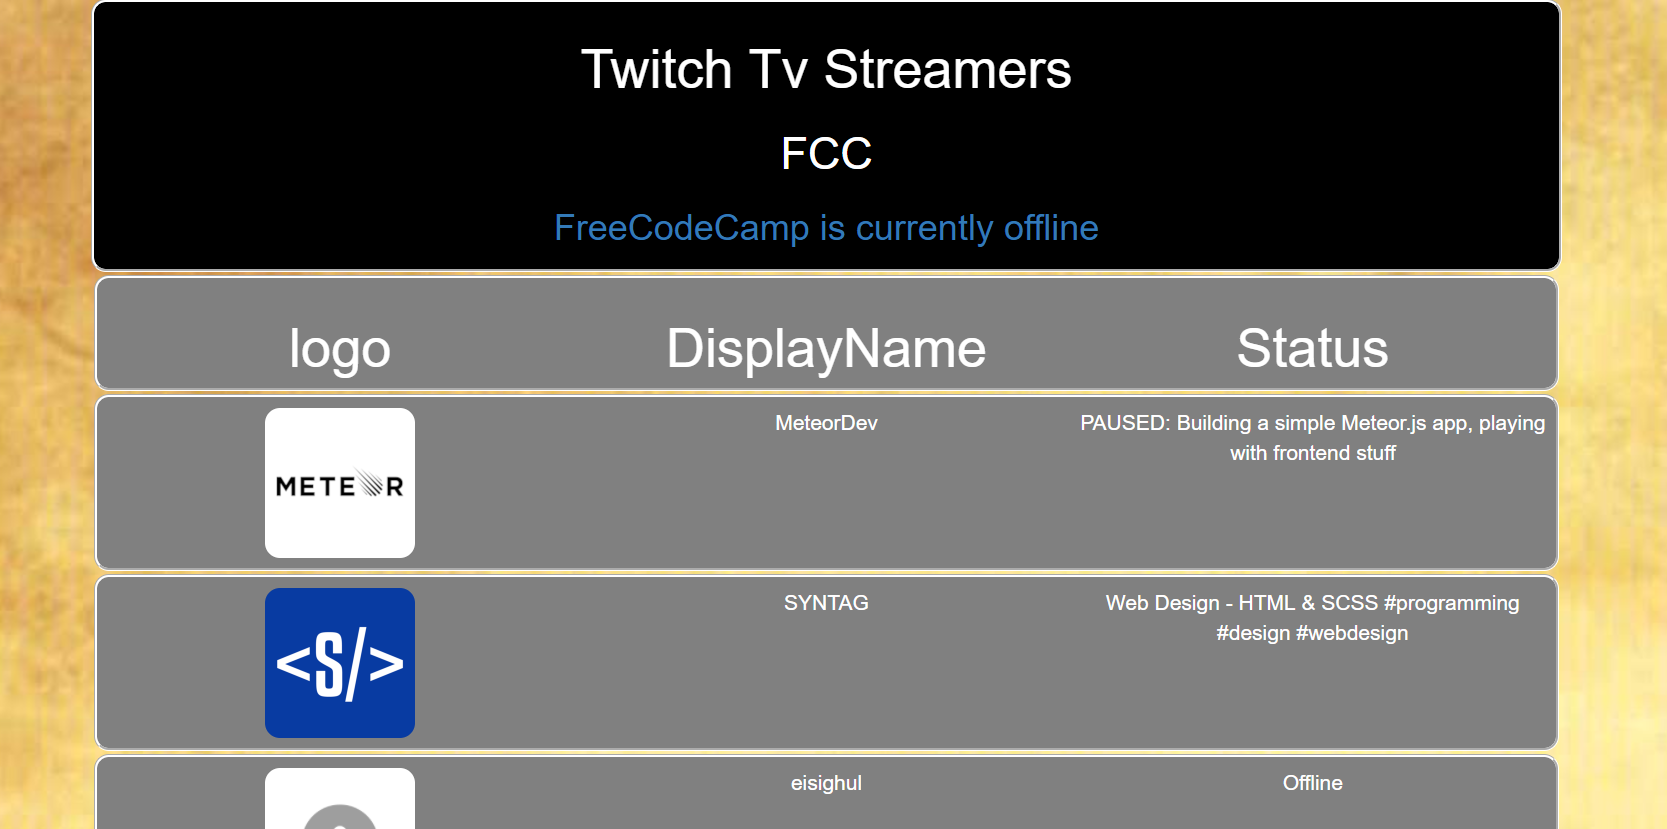 Twitch Tv Streamers
FCC
FreeCodeCamp is currently offline
logo DisplayName Status
METEOR
MeteorDev
PAUSED: Building a simple Meteor.js app, playing
with frontend stuff
<S/>
SYNTAG
Web Design - HTML & SCSS #programming
#design #webdesign
eisighul
Offline